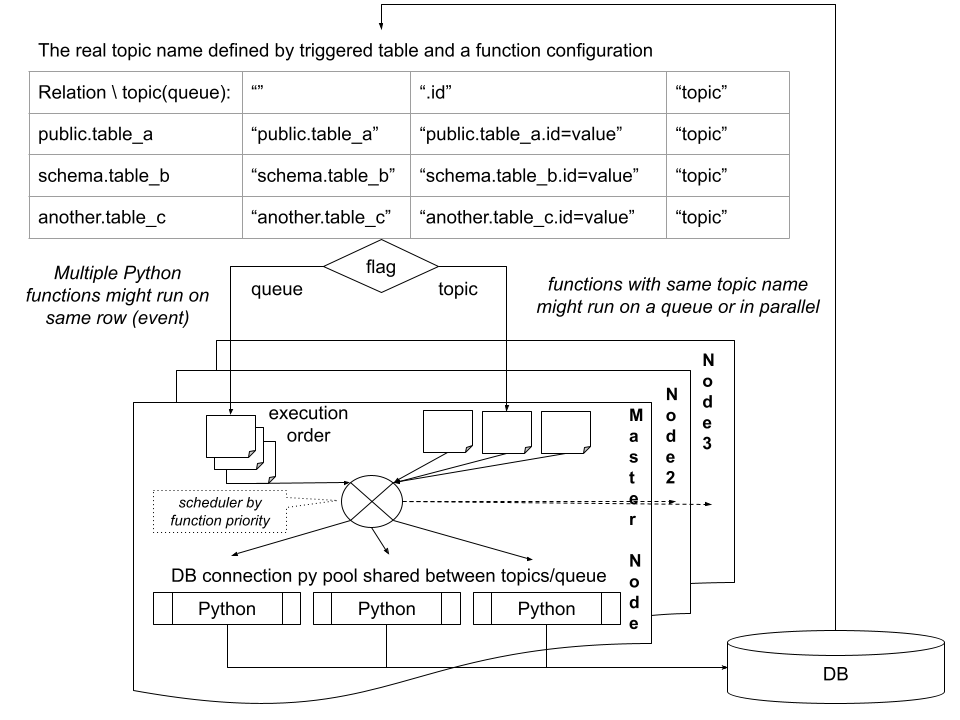 The real topic name defined by triggered table and a function configuration
Relation \ topic(queue): “” “.id” “topic”
public.table_a “public.table_a” “public.table_a.id=value” “topic”
schema.table_b “schema.table_b” “schema.table_b.id=value” “topic”
another.table_c “another.table_c” “another.table_c.id=value” “topic”
flag
queue topic
Multiple Python
functions might run on
same row (event)
functions with same topic name
might run on a queue or in parallel
Node3
Node2
Master Node
execution
order
scheduler by
function priority
DB connection py pool shared between topics/queue
Python Python Python
DB